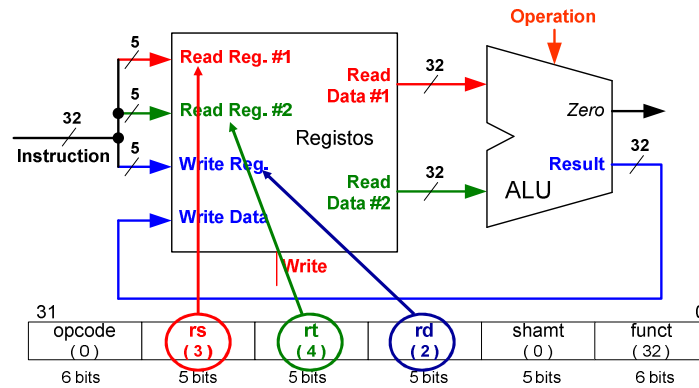 Operation
5
Read Reg. #1
32
Read
Data #1
5
Read Reg. #2
Zero
32
Instruction
Registos
5
Write Reg.
Result
32
32
Read
Data #2
ALU
Write Data
Write
31
0
opcode
( 0 )
rs
( 3 )
rt
( 4 )
rd
( 2 )
shamt
( 0 )
funct
(32)
6 bits
5 bits
5 bits
5 bits
5 bits
6 bits